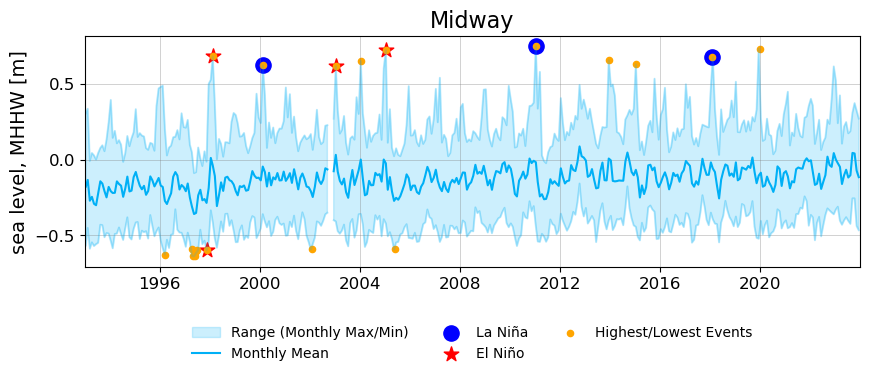 Midway
sea level, MHHW [m]
0.5
0.0
−0.5
1996 2000 2004 2008 2012 2016 2020
Range (Monthly Max/Min) La Niña Highest/Lowest Events
Monthly Mean El Niño